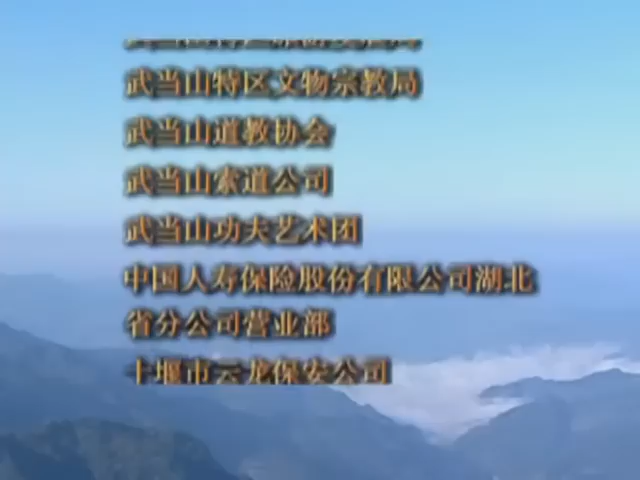 武当山特区文物宗教局
武当山道教协会
武当山索道公司
武当山功夫艺术团
中国人寿保险股份有限公司湖北
省分公司营业部
十堰市云龙保安公司